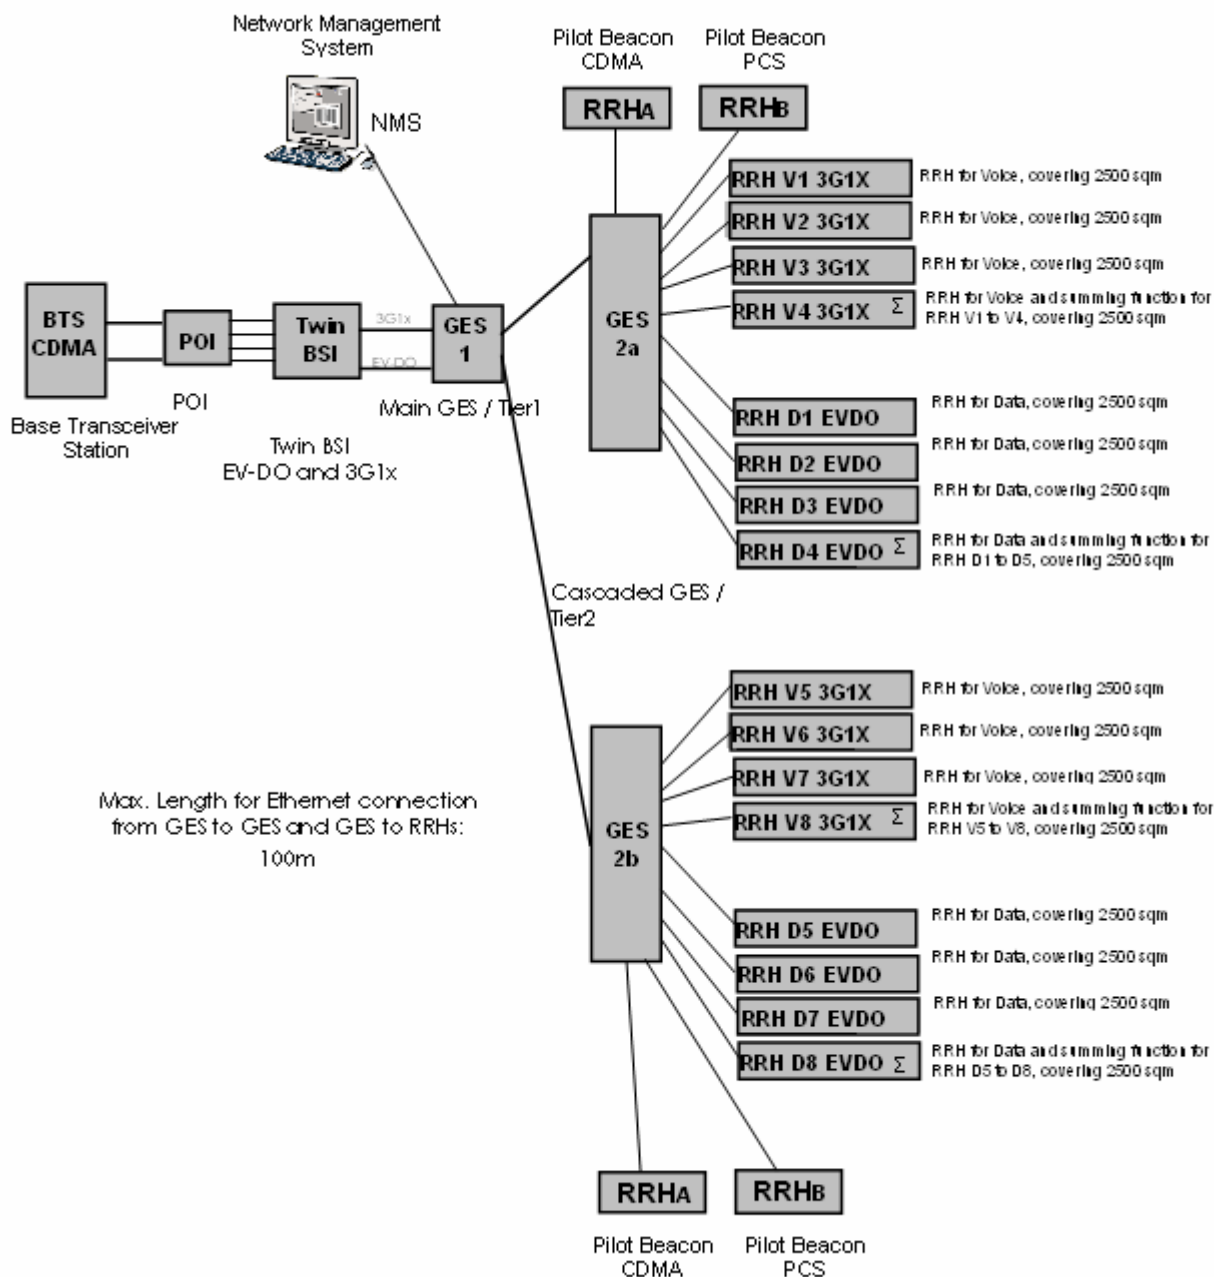 Network Management
System
NMS
Pilot Beacon
CDMA
Pilot Beacon
PCS
RRHA
RRHB
RRH V1 3G1X
RRH for Voice, covering 2500 sqm
RRH V2 3G1X
RRH for Voice, covering 2500 sqm
RRH V3 3G1X
RRH for Voice, covering 2500 sqm
RRH V4 3G1X Σ
RRH for Voice and summing function for
RRH V1 to V4, covering 2500 sqm
BTS
CDMA
POI
Twin
BSI
3G1x
EV-DO
GES
1
GES
2a
Base Transceiver
Station
POI
Twin BSI
EV-DO and 3G1x
Main GES / Tier1
RRH D1 EVDO
RRH for Data, covering 2500 sqm
RRH D2 EVDO
RRH for Data, covering 2500 sqm
RRH D3 EVDO
RRH for Data, covering 2500 sqm
RRH D4 EVDO Σ
RRH for Data and summing function for
RRH D1 to D5, covering 2500 sqm
Cascaded GES /
Tier2
RRH V5 3G1X
RRH for Voice, covering 2500 sqm
RRH V6 3G1X
RRH for Voice, covering 2500 sqm
RRH V7 3G1X
RRH for Voice, covering 2500 sqm
RRH V8 3G1X Σ
RRH for Voice and summing function for
RRH V5 to V8, covering 2500 sqm
Max. Length for Ethernet connection
from GES to GES and GES to RRHs:
100m
GES
2b
RRH D5 EVDO
RRH for Data, covering 2500 sqm
RRH D6 EVDO
RRH for Data, covering 2500 sqm
RRH D7 EVDO
RRH for Data, covering 2500 sqm
RRH D8 EVDO Σ
RRH for Data and summing function for
RRH D5 to D8, covering 2500 sqm
RRHA
RRHB
Pilot Beacon
CDMA
Pilot Beacon
PCS